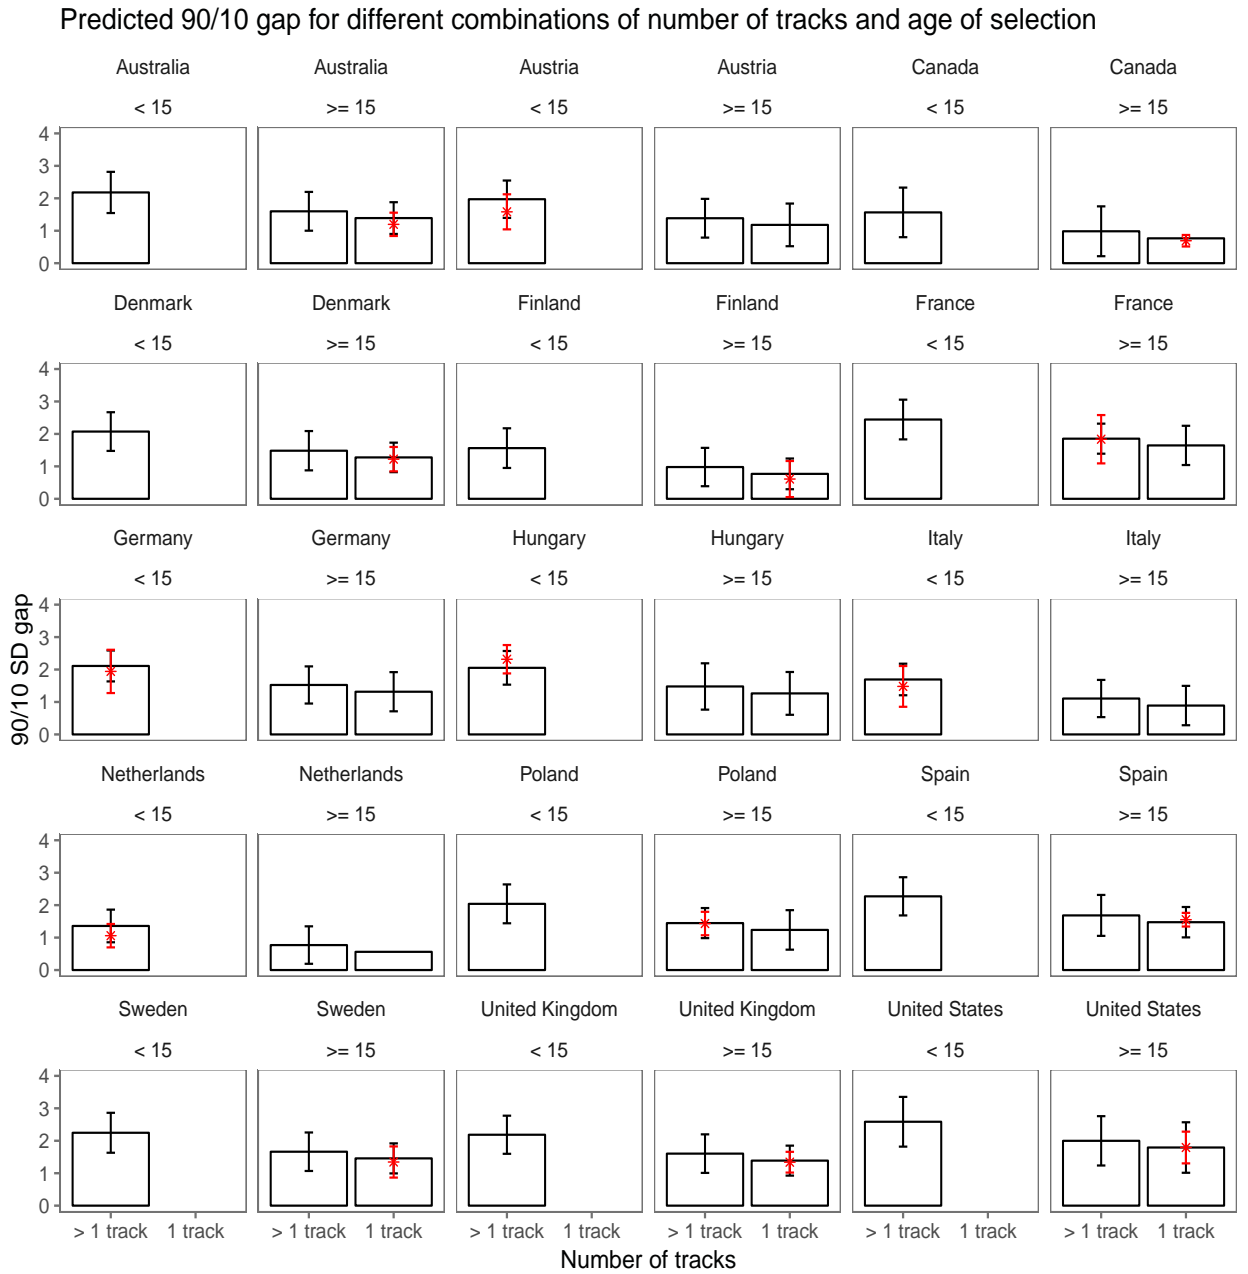 Predicted 90/10 gap for different combinations of number of tracks and age of selection
Australia Australia Austria Austria Canada Canada
< 15 >= 15 < 15 >= 15 < 15 >= 15
4
3
2
1
0
Denmark Denmark Finland Finland France France
< 15 >= 15 < 15 >= 15 < 15 >= 15
4
3
2
1
0
Germany Germany Hungary Hungary Italy Italy
< 15 >= 15 < 15 >= 15 < 15 >= 15
4
3
2
1
0
90/10 SD gap
Netherlands Netherlands Poland Poland Spain Spain
< 15 >= 15 < 15 >= 15 < 15 >= 15
4
3
2
1
0
Sweden Sweden United Kingdom United Kingdom United States United States
< 15 >= 15 < 15 >= 15 < 15 >= 15
4
3
2
1
0
> 1 track 1 track > 1 track 1 track > 1 track 1 track > 1 track 1 track > 1 track 1 track > 1 track 1 track
Number of tracks